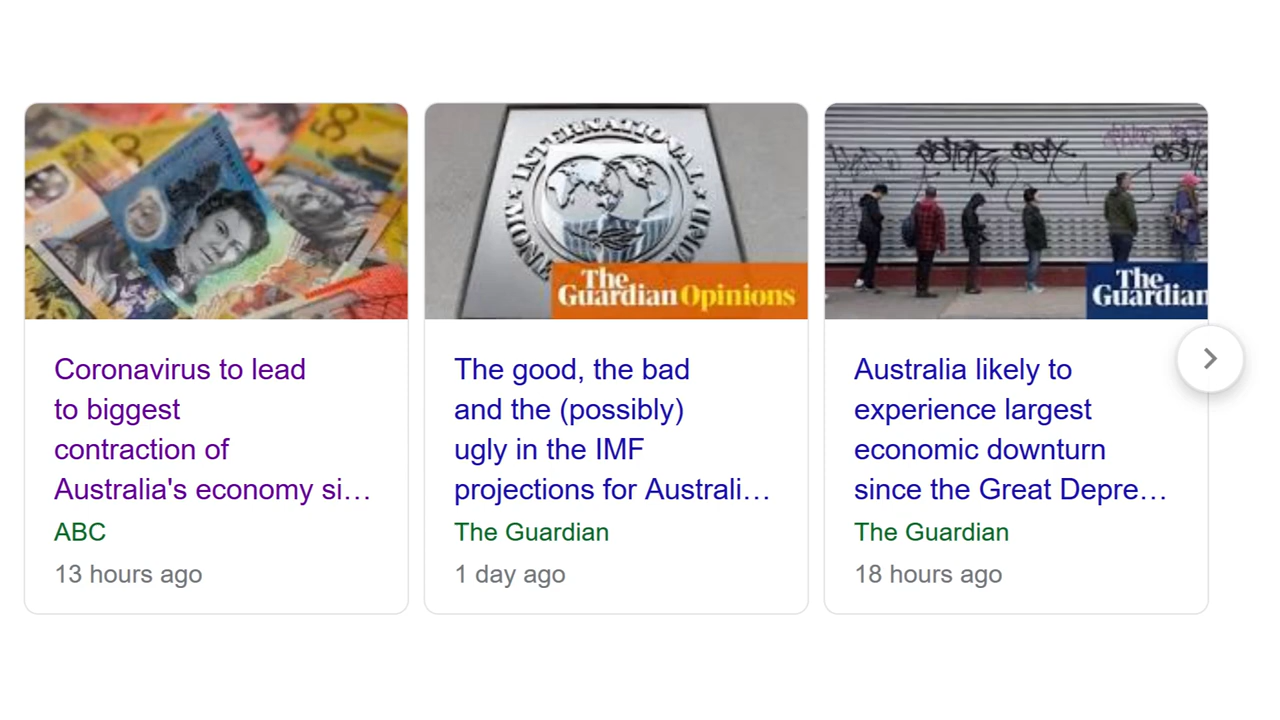 50
INTERNATIONAL
The
Guardian Opinions
The
Guardian
Coronavirus to lead
to biggest
contraction of
Australia's economy si...
ABC
13 hours ago
The good, the bad
and the (possibly)
ugly in the IMF
projections for Australi...
The Guardian
1 day ago
Australia likely to
experience largest
economic downturn
since the Great Depre...
The Guardian
18 hours ago